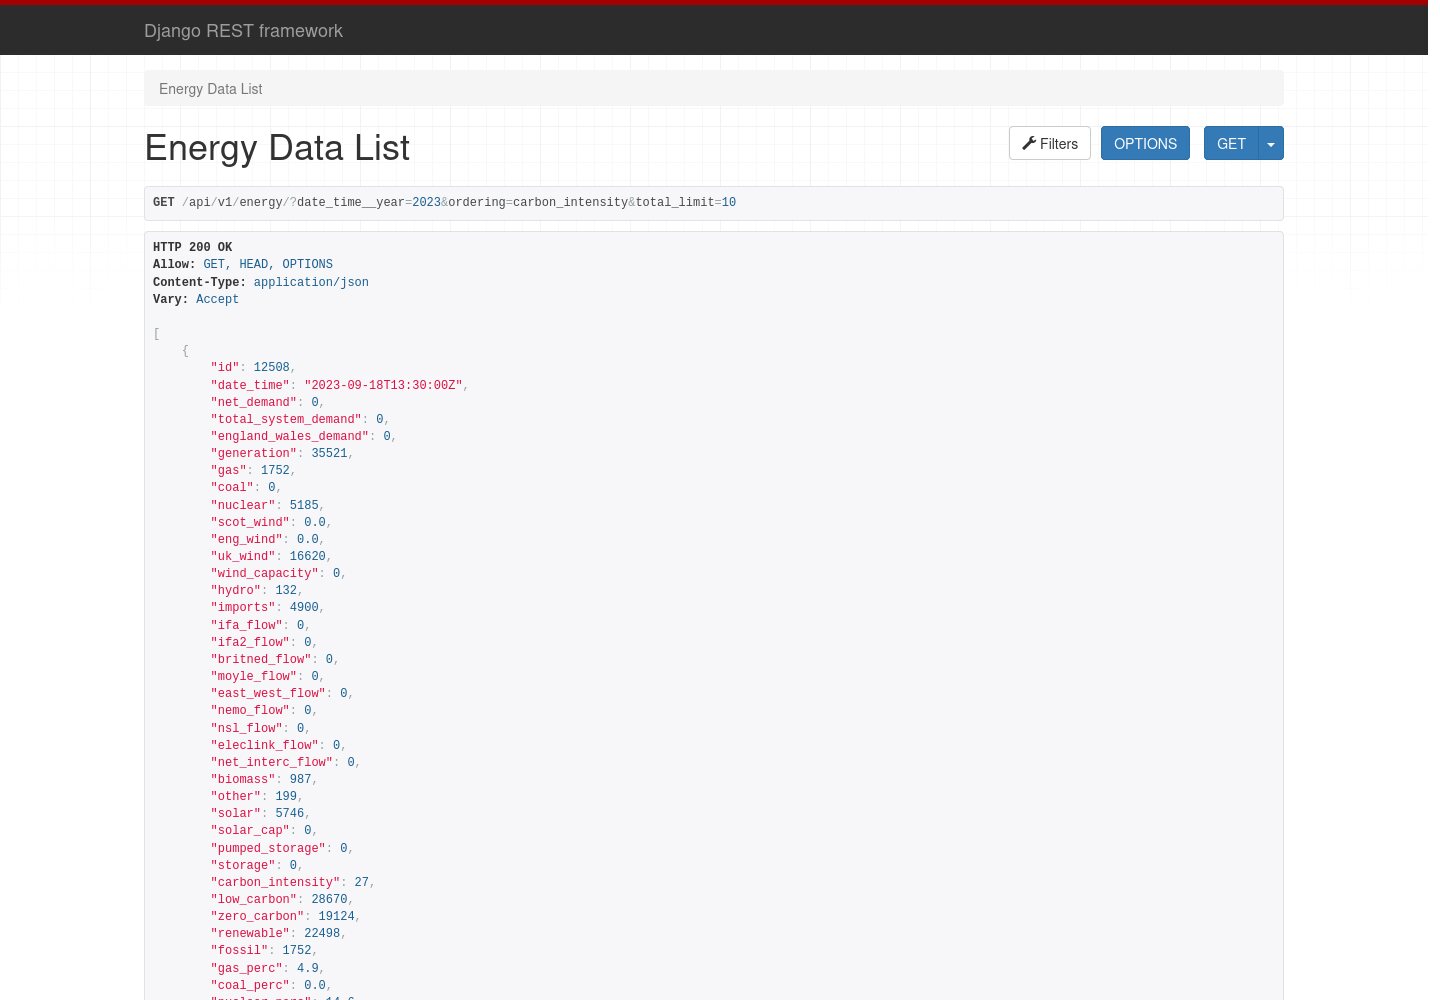 Django REST framework
Energy Data List
Energy Data List
Filters
OPTIONS
GET
GET /api/v1/energy/?date_time__year=2023&ordering=carbon_intensity&total_limit=10
HTTP 200 OK
Allow: GET, HEAD, OPTIONS
Content-Type: application/json
Vary: Accept
[
{
"id": 12508,
"date_time": "2023-09-18T13:30:00Z",
"net_demand": 0,
"total_system_demand": 0,
"england_wales_demand": 0,
"generation": 35521,
"gas": 1752,
"coal": 0,
"nuclear": 5185,
"scot_wind": 0.0,
"eng_wind": 0.0,
"uk_wind": 16620,
"wind_capacity": 0,
"hydro": 132,
"imports": 4900,
"ifa_flow": 0,
"ifa2_flow": 0,
"britned_flow": 0,
"moyle_flow": 0,
"east_west_flow": 0,
"nemo_flow": 0,
"nsl_flow": 0,
"eleclink_flow": 0,
"net_interc_flow": 0,
"biomass": 987,
"other": 199,
"solar": 5746,
"solar_cap": 0,
"pumped_storage": 0,
"storage": 0,
"carbon_intensity": 27,
"low_carbon": 28670,
"zero_carbon": 19124,
"renewable": 22498,
"fossil": 1752,
"gas_perc": 4.9,
"coal_perc": 0.0,